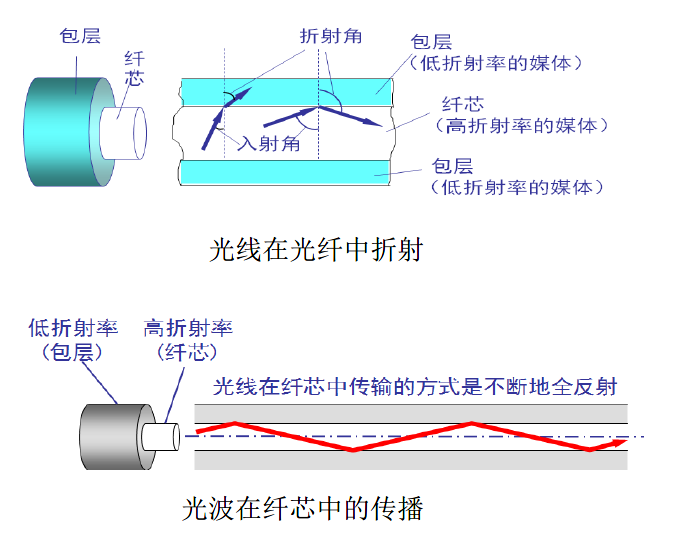 包层
纤
芯
折射角
包层
（低折射率的媒体）
纤芯
（高折射率的媒体）
入射角
包层
（低折射率的媒体）
光线在光纤中折射
低折射率
（包层）
高折射率
（纤芯）
光线在纤芯中传输的方式是不断地全反射
光波在纤芯中的传播